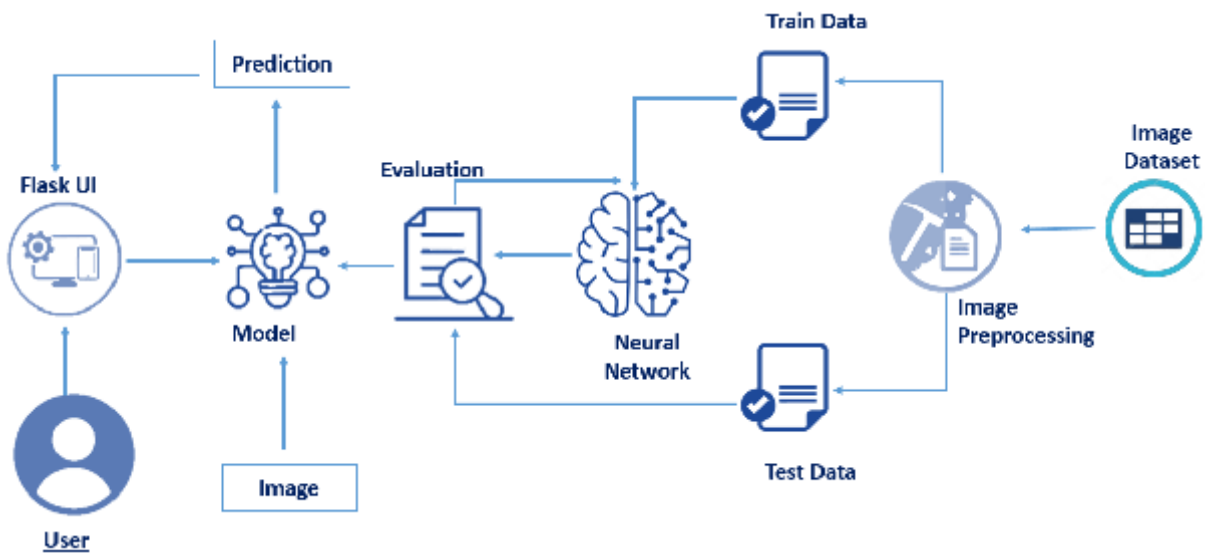 Train Data
Prediction
Image
Dataset
Evaluation
Flask UI
Model
Image
Preprocessing
Neural
Network
Test Data
Image
User